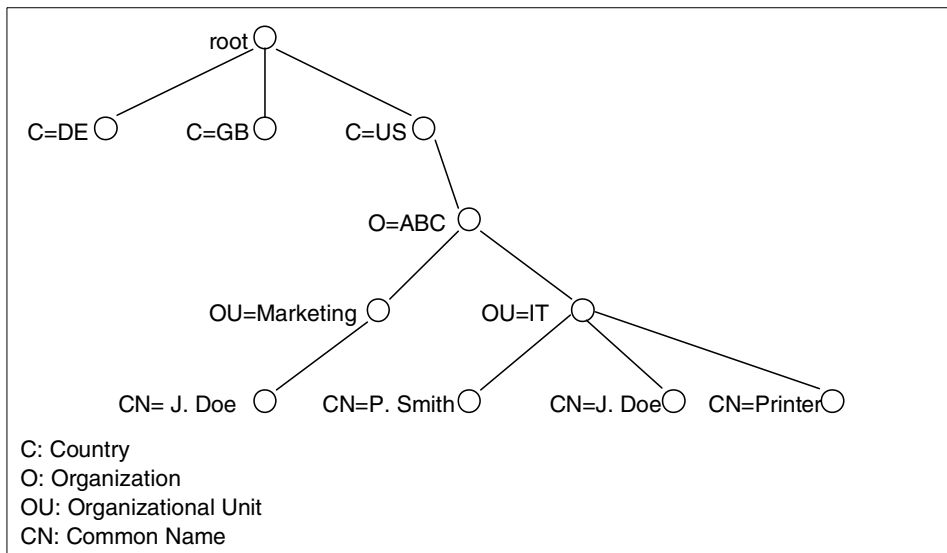 root
C=DE C=GB C=US
O=ABC
OU=Marketing OU=IT
CN= J. Doe CN=P. Smith CN=J. Doe CN=Printer
C: Country
O: Organization
OU: Organizational Unit
CN: Common Name